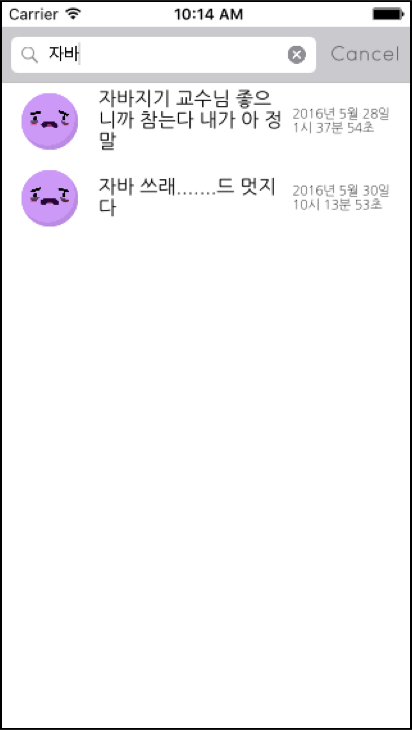 Carrier 10:14 AM
자바 Cancel
자바지기 교수님 좋으
니까 참는다 내가 아 정
말
2016년 5월 28일
1시 37분 54초
자바 쓰래.......드 멋지
다
2016년 5월 30일
10시 13분 53초